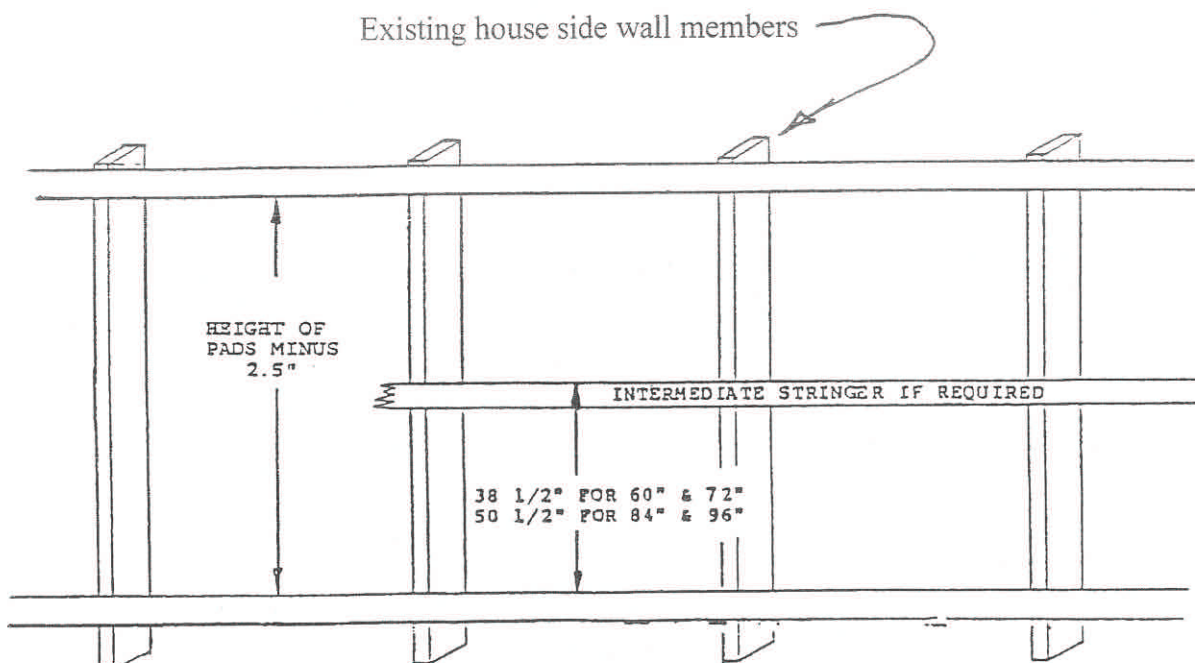 Existing house side wall members
HEIGHT OF
PADS MINUS
2.5"
INTERMEDIATE STRINGER IF REQUIRED
38 1/2" FOR 60" & 72"
50 1/2" FOR 84" & 96"